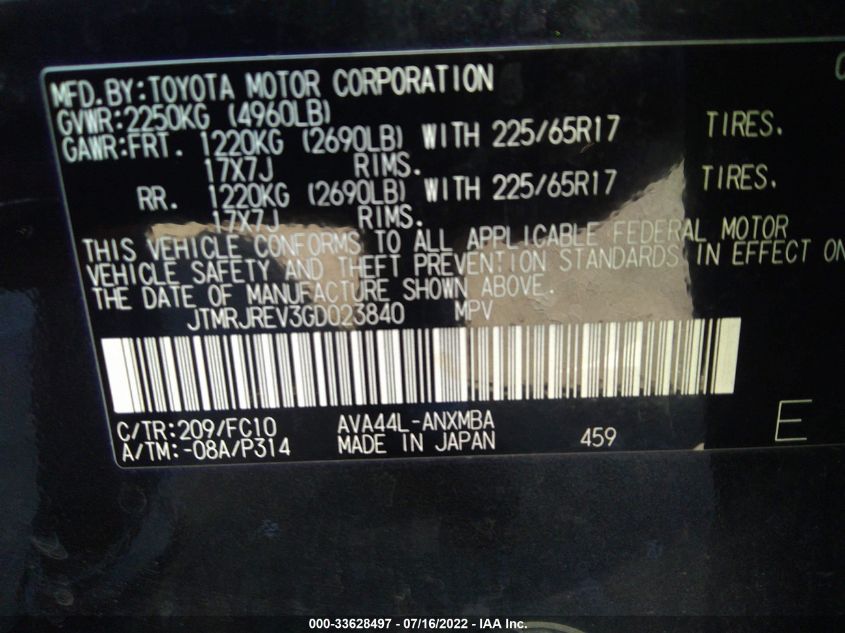 MFD.BY:TOYOTA MOTOR CORPORATION
GVWR:2250KG (4960LB)
GAWR:FRT. 1220KG (2690LB) WITH 225/65R17 TIRES.
17X7J RIMS.
RR. 1220KG (2690LB) WITH 225/65R17 TIRES.
17X7J RIMS.
THIS VEHICLE CONFORMS TO ALL APPLICABLE FEDERAL MOTOR
VEHICLE SAFETY AND THEFT PREVENTION STANDARDS IN EFFECT ON
THE DATE OF MANUFACTURE SHOWN ABOVE.
JTMRJREV3GD023840 MPV
C/TR:209/FC10 AVA44L-ANXMBA
A/TM:-08A/P314 MADE IN JAPAN 459 E
000-33628497 - 07/16/2022 - IAA Inc.